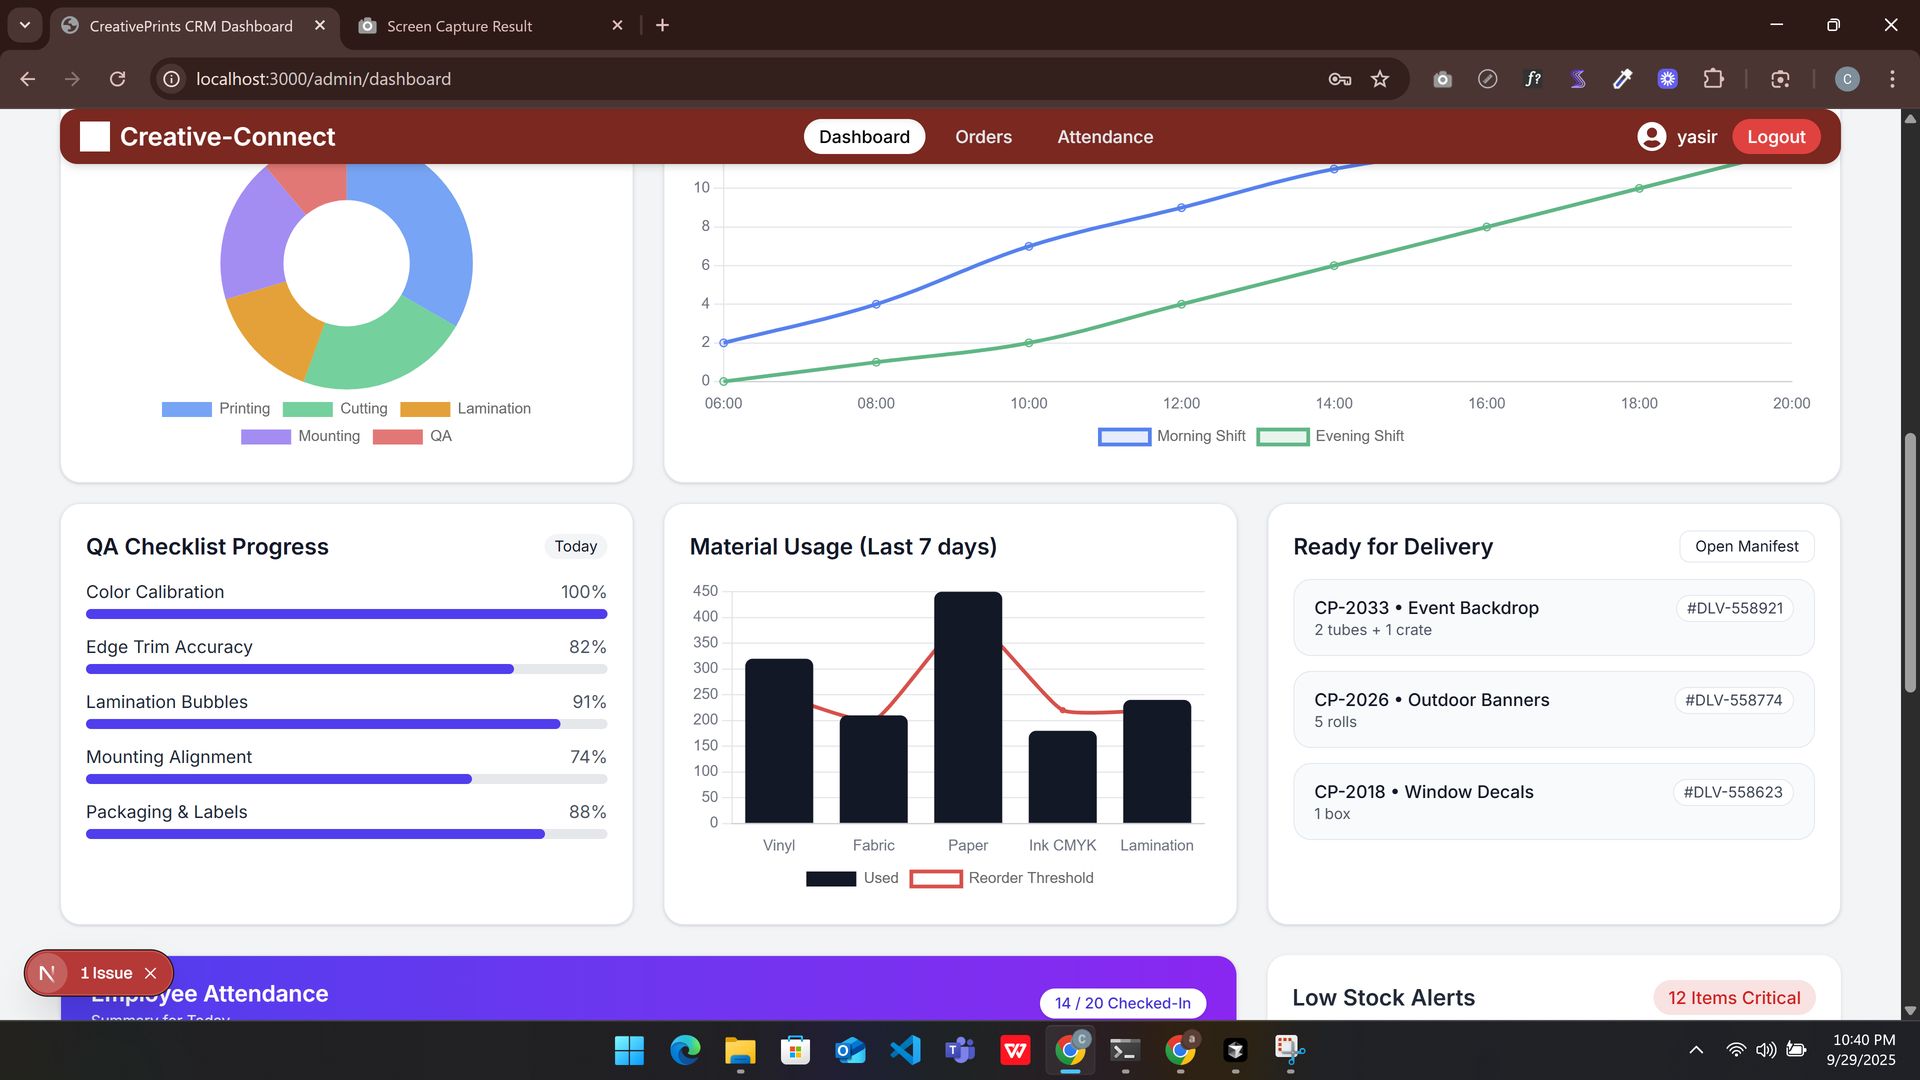 CreativePrints CRM Dashboard
Screen Capture Result
localhost:3000/admin/dashboard
f?
C
Creative-Connect
Dashboard
Orders
Attendance
yasir
Logout
Printing
Cutting
Lamination
Mounting
QA
10
8
6
4
2
0
06:00
08:00
10:00
12:00
14:00
16:00
18:00
20:00
Morning Shift
Evening Shift
QA Checklist Progress
Today
Color Calibration 100%
Edge Trim Accuracy 82%
Lamination Bubbles 91%
Mounting Alignment 74%
Packaging & Labels 88%
Material Usage (Last 7 days)
450
400
350
300
250
200
150
100
50
0
Vinyl
Fabric
Paper
Ink CMYK
Lamination
Used
Reorder Threshold
Ready for Delivery
Open Manifest
CP-2033 • Event Backdrop
#DLV-558921
2 tubes + 1 crate
CP-2026 • Outdoor Banners
#DLV-558774
5 rolls
CP-2018 • Window Decals
#DLV-558623
1 box
N
1 Issue
Employee Attendance
Summary for Today
14 / 20 Checked-In
Low Stock Alerts
12 Items Critical
10:40 PM
9/29/2025